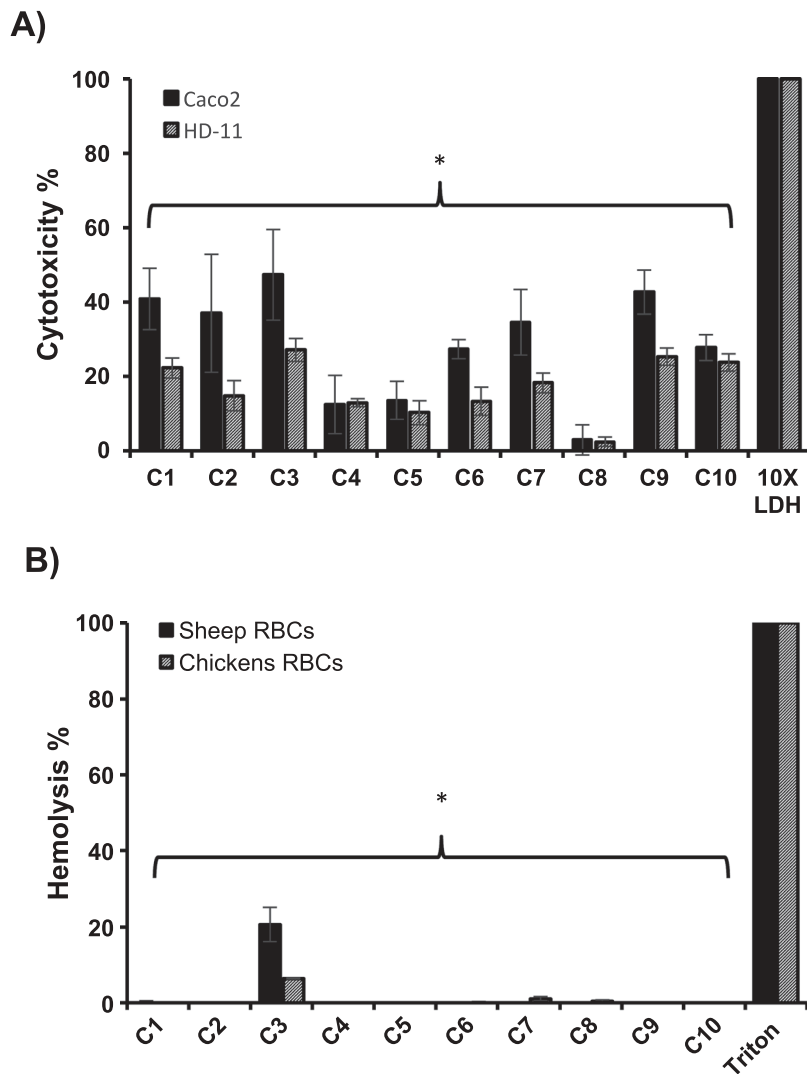 A)
Cytotoxicity %
100
80
60
40
20
0
Caco2
HD-11
*
C1 C2 C3 C4 C5 C6 C7 C8 C9 C10 10X
LDH
B)
Hemolysis %
100
80
60
40
20
0
Sheep RBCs
Chickens RBCs
*
C1 C2 C3 C4 C5 C6 C7 C8 C9 C10 Triton